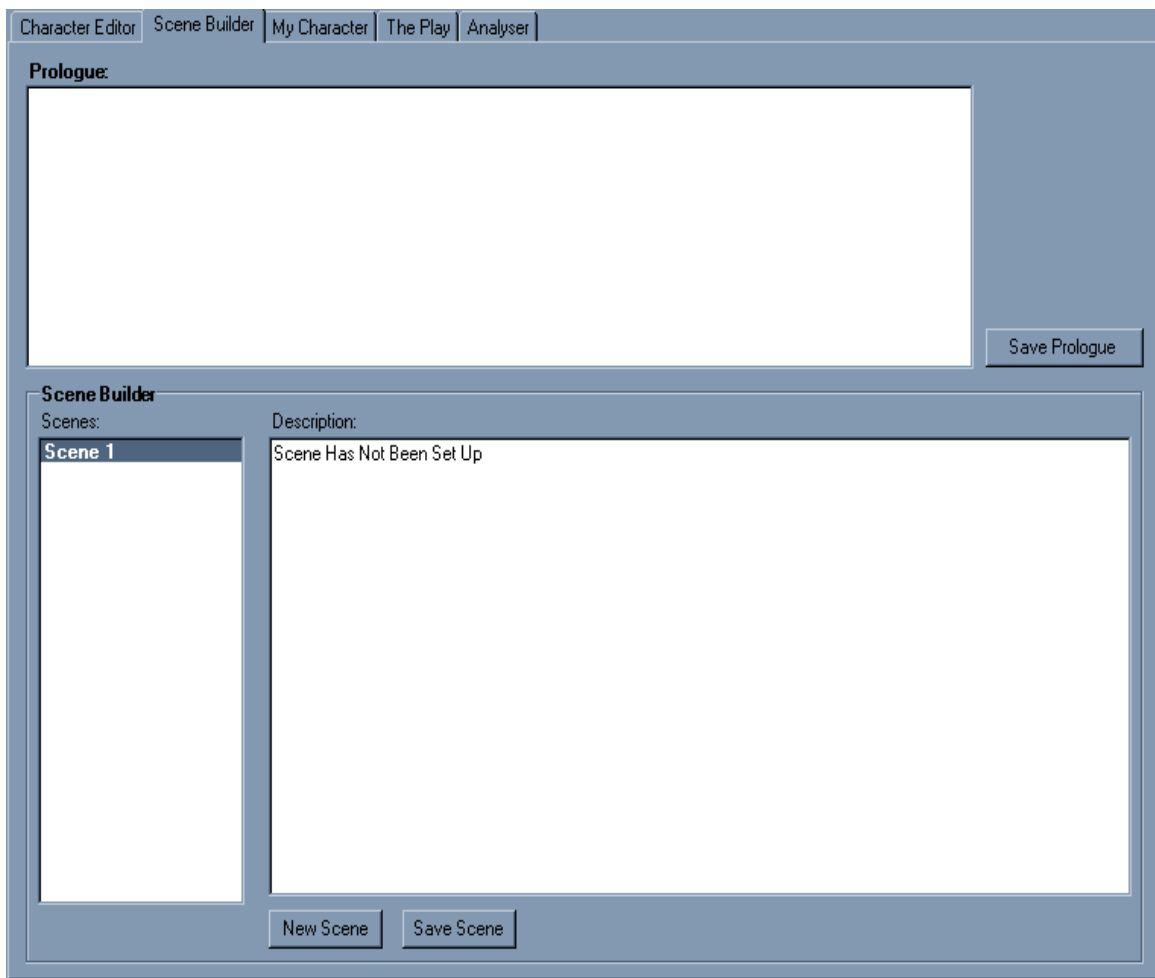 Character Editor Scene Builder My Character The Play Analyser
Prologue:
Save Prologue
Scene Builder
Scenes: Description:
Scene 1 Scene Has Not Been Set Up
New Scene Save Scene